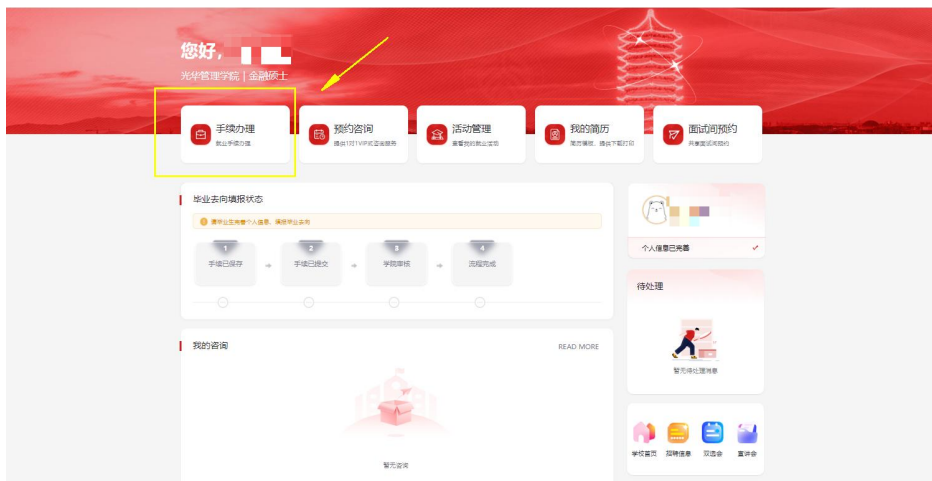 您好,
光华管理学院 | 金融硕士
手续办理
就业手续办理
预约咨询
提供1对1VIP式咨询服务
活动管理
查看我的就业活动
我的简历
简历模板，提供下载打印
面试间预约
共享面试间预约
毕业去向填报状态
请毕业生完善个人信息、填报毕业去向
1
手续已保存
2
手续已提交
3
学院审核
4
流程完成
个人信息已完善
待处理
暂无待处理消息
我的咨询
READ MORE
暂无咨询
学校首页
招聘信息
双选会
宣讲会